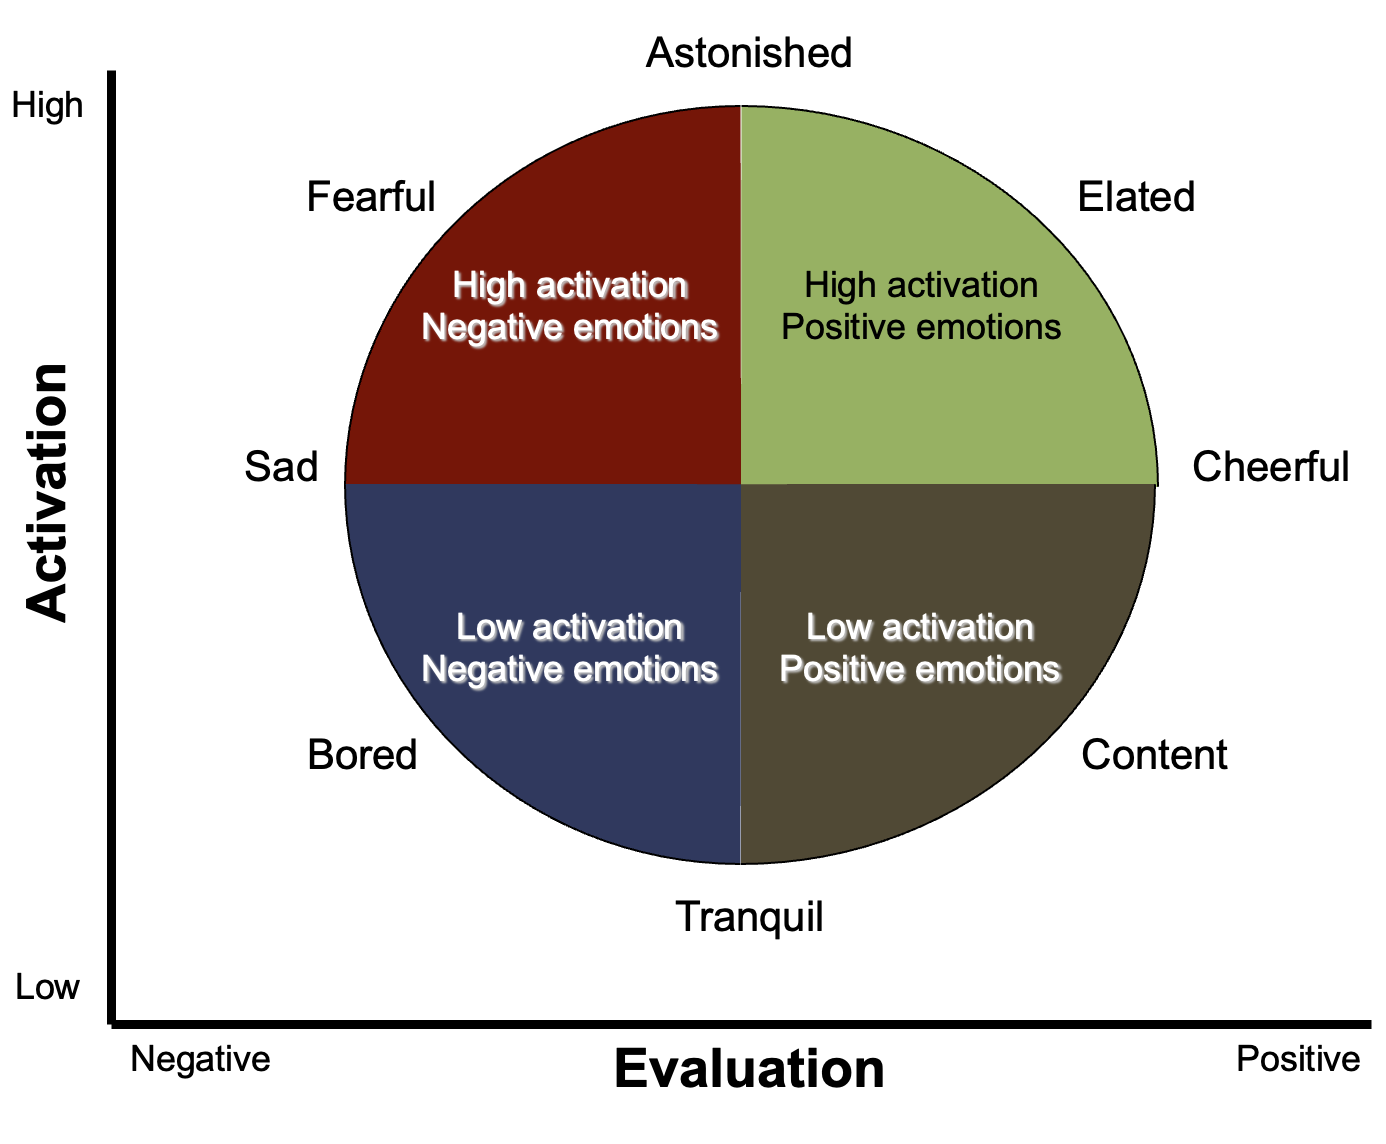 Astonished
High
Fearful
Elated
High activation
Negative emotions
High activation
Positive emotions
Activation
Sad
Cheerful
Low activation
Negative emotions
Low activation
Positive emotions
Bored
Content
Tranquil
Low
Negative
Evaluation
Positive